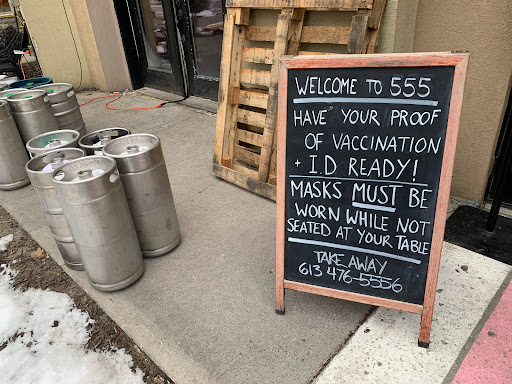 WELCOME TO 555
HAVE YOUR PROOF
OF VACCINATION
+ I.D READY!
MASKS MUST BE
WORN WHILE NOT
SEATED AT YOUR TABLE
TAKE AWAY
613 476-5556